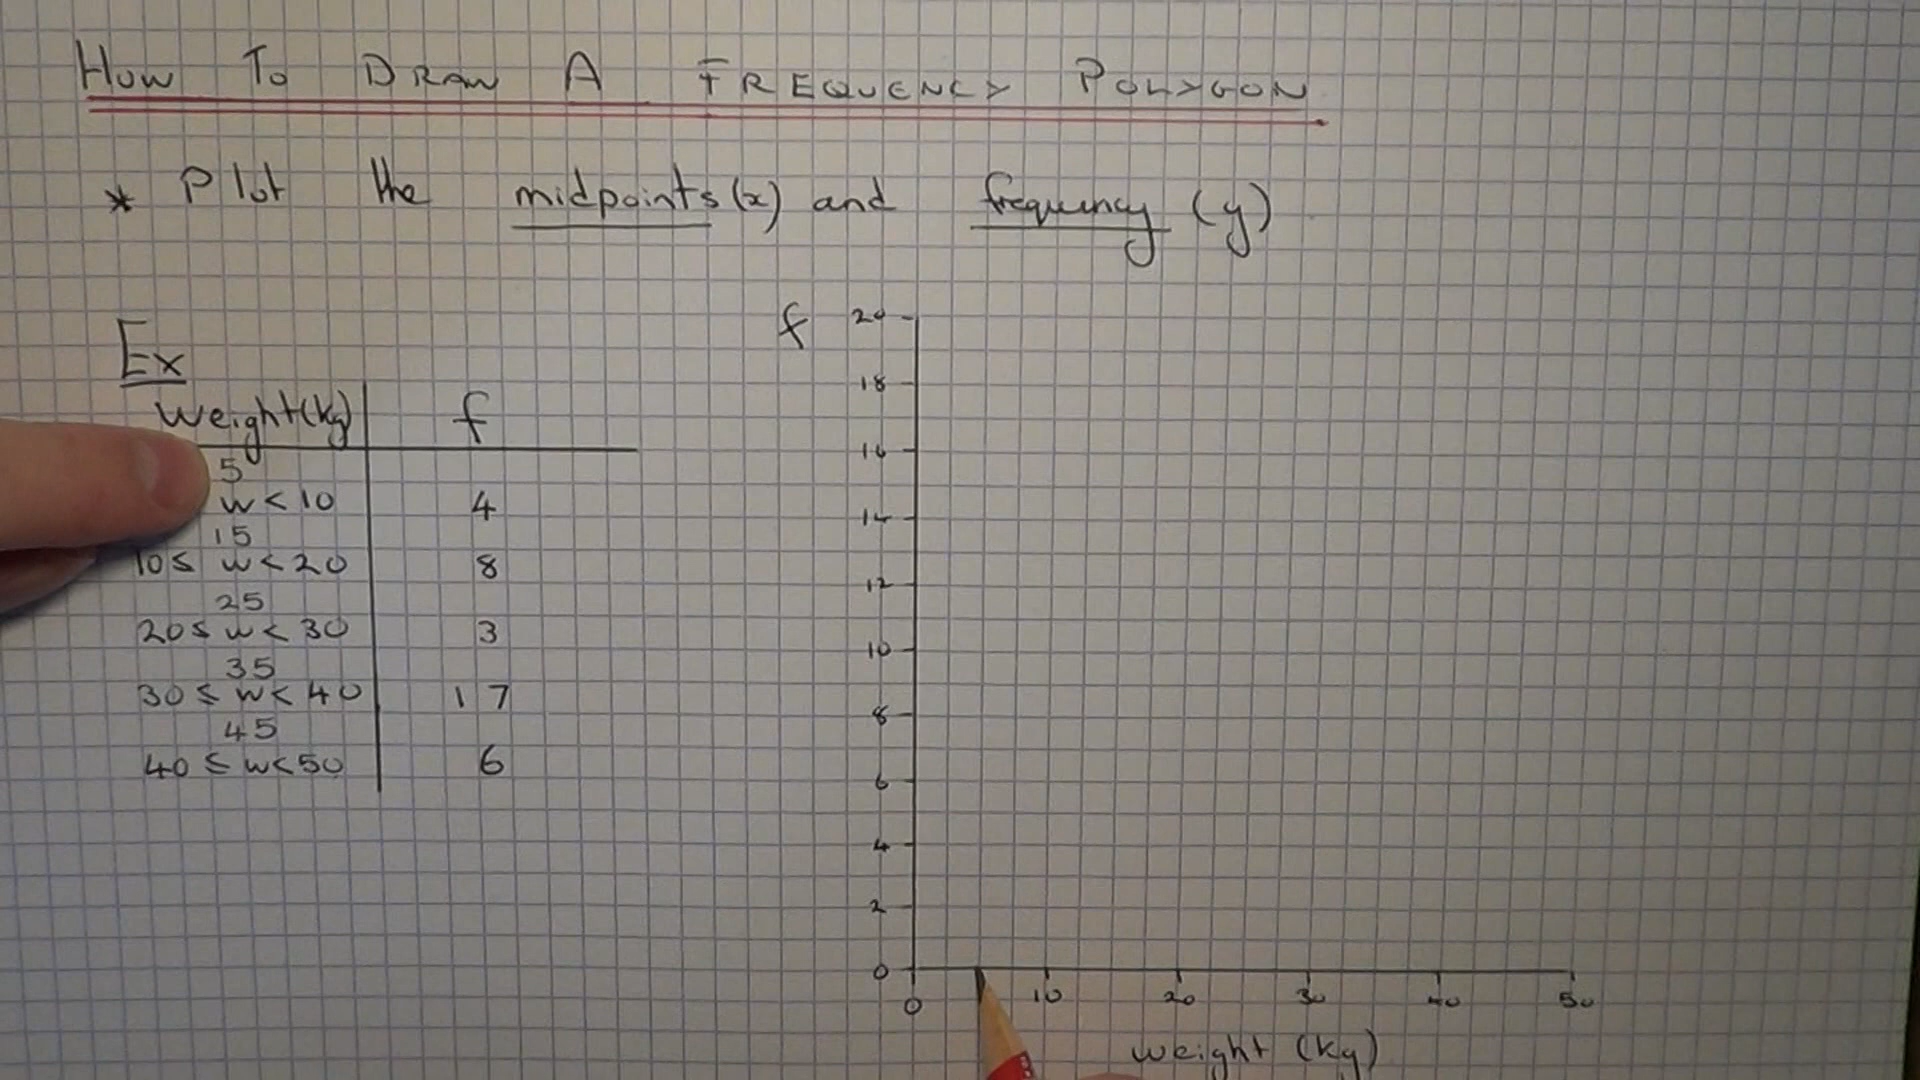 HOW TO DRAW A FREQUENCY POLYGON
* Plot the midpoints (x) and frequency (y)
Ex
Weight(kg) f
5
w < 10 4
15
10 ≤ w < 20 8
25
20 ≤ w < 30 3
35
30 ≤ w < 40 17
45
40 ≤ w < 50 6
f 20
18
16
14
12
10
8
6
4
2
0
0 10 20 30 40 50
weight (kg)